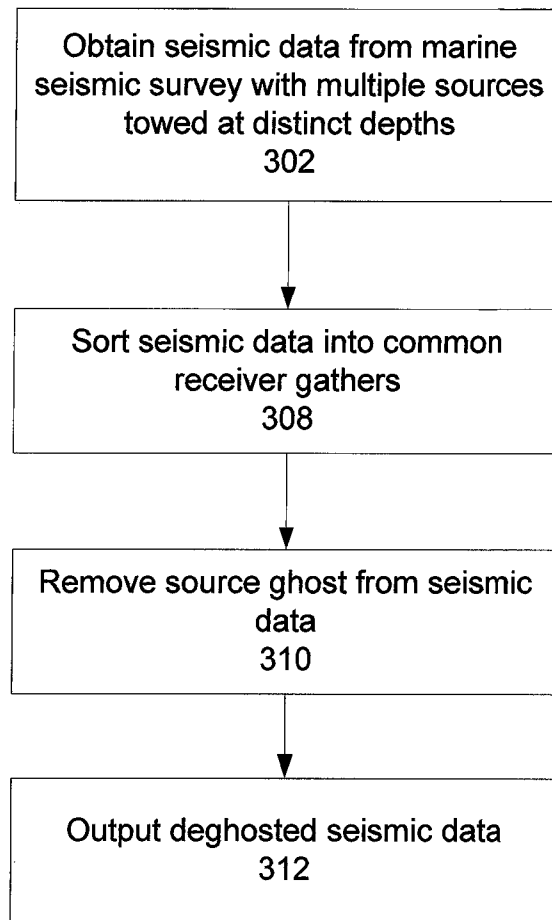 Obtain seismic data from marine
seismic survey with multiple sources
towed at distinct depths
302
Sort seismic data into common
receiver gathers
308
Remove source ghost from seismic
data
310
Output deghosted seismic data
312